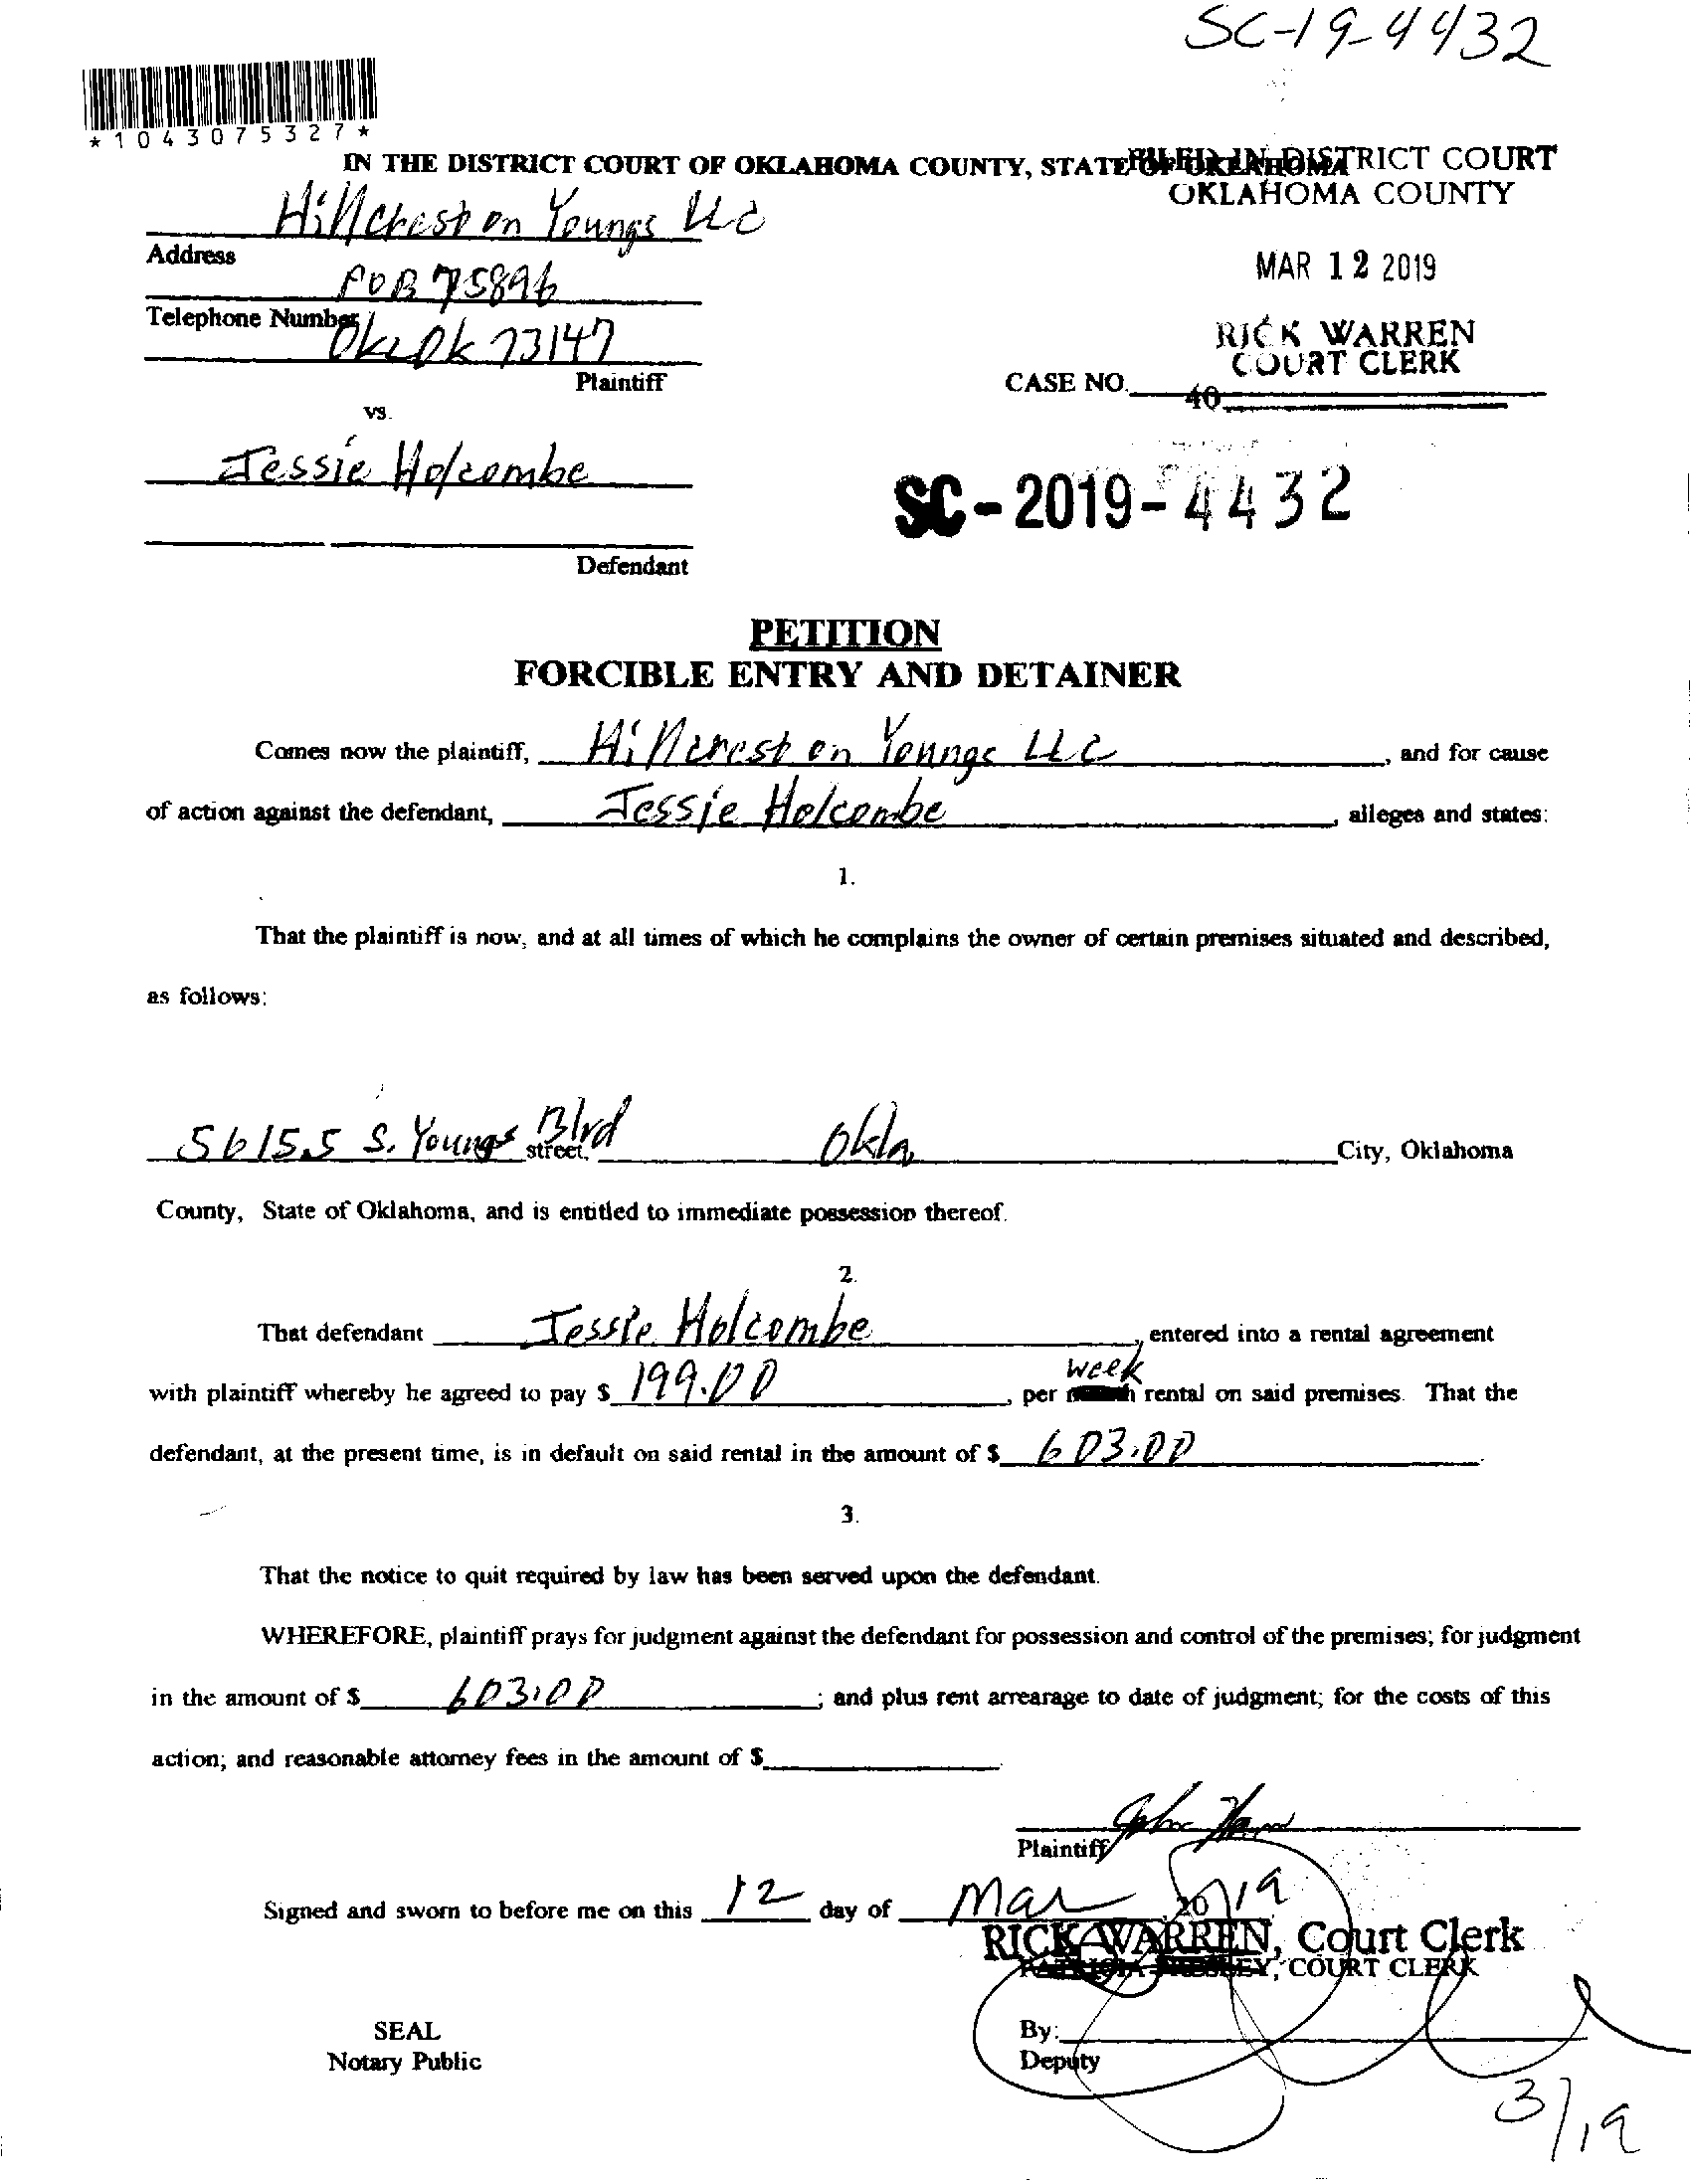 SC-19-4432
*1043075327*
IN THE DISTRICT COURT OF OKLAHOMA COUNTY, STATE OF OKLAHOMA
FILED IN DISTRICT COURT
OKLAHOMA COUNTY
Hillcrest on Youngs LLC
Address
POB 75896
MAR 12 2019
Telephone Number
OKC OK 73147
RICK WARREN
COURT CLERK
Plaintiff
CASE NO.
40
vs.
Jessie Holcombe
SC-2019-4432
Defendant
PETITION
FORCIBLE ENTRY AND DETAINER
Comes now the plaintiff, Hillcrest on Youngs LLC, and for cause
of action against the defendant, Jessie Holcombe, alleges and states:
1.
That the plaintiff is now, and at all times of which he complains the owner of certain premises situated and described,
as follows:
5615.5 S. Youngs Blvd street, Okla City, Oklahoma
County, State of Oklahoma, and is entitled to immediate possession thereof.
2.
That defendant Jessie Holcombe, entered into a rental agreement
with plaintiff whereby he agreed to pay $ 199.00, per week rental on said premises. That the
defendant, at the present time, is in default on said rental in the amount of $ 603.00.
3.
That the notice to quit required by law has been served upon the defendant.
WHEREFORE, plaintiff prays for judgment against the defendant for possession and control of the premises; for judgment
in the amount of $ 603.00; and plus rent arrearage to date of judgment; for the costs of this
action; and reasonable attorney fees in the amount of $.
Plaintiff
Signed and sworn to before me on this 12 day of Mar, 20 19
RICK WARREN, Court Clerk
COURT CLERK
SEAL
By:
Notary Public
Deputy
3/19